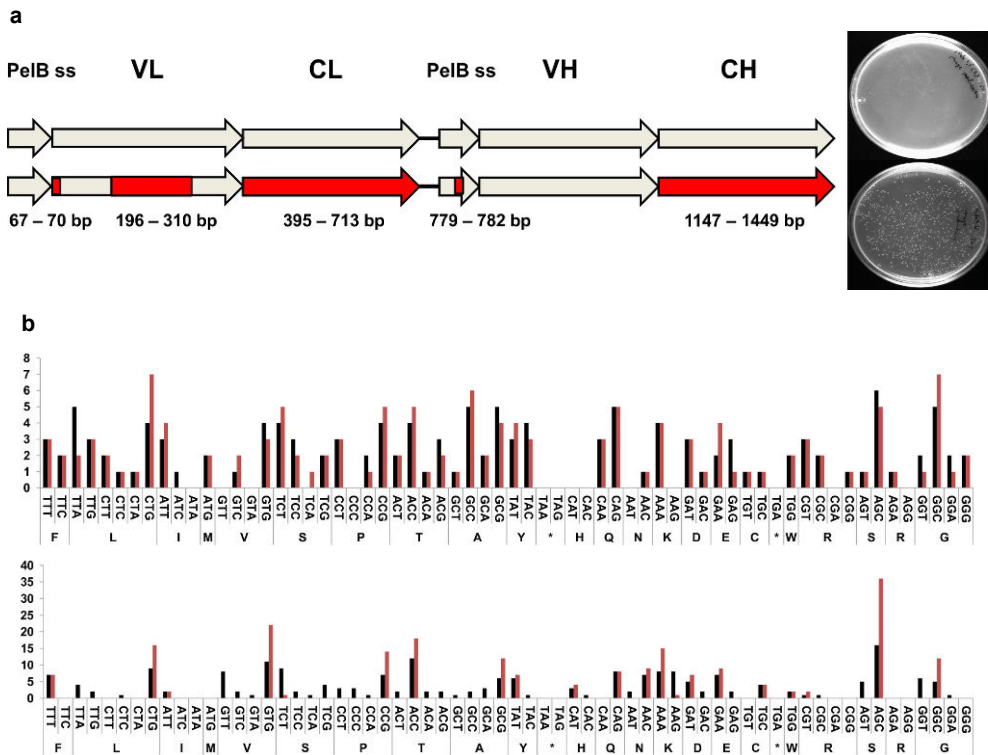 a
PelB ss VL CL PelB ss VH CH
67 – 70 bp 196 – 310 bp 395 – 713 bp 779 – 782 bp 1147 – 1449 bp
b
8
7
6
5
4
3
2
1
0
TTT TTC TTA TTG CTT CTC CTA CTG ATT ATC ATA ATG GTT GTC GTA GTG TCT TCC TCA TCG CCT CCC CCA CCG ACT ACC ACA ACG GCT GCC GCA GCG TAT TAC TAA TAG CAT CAC CAA CAG AAT AAC AAA AAG GAT GAC GAA GAG TGT TGC TGA TGG CGT CGC CGA CGG AGT AGC AGA AGG GGT GGC GGA GGG
F L I M V S P T A Y * H Q N K D E C * W R S R G
40
35
30
25
20
15
10
5
0
TTT TTC TTA TTG CTT CTC CTA CTG ATT ATC ATA ATG GTT GTC GTA GTG TCT TCC TCA TCG CCT CCC CCA CCG ACT ACC ACA ACG GCT GCC GCA GCG TAT TAC TAA TAG CAT CAC CAA CAG AAT AAC AAA AAG GAT GAC GAA GAG TGT TGC TGA TGG CGT CGC CGA CGG AGT AGC AGA AGG GGT GGC GGA GGG
F L I M V S P T A Y * H Q N K D E C * W R S G